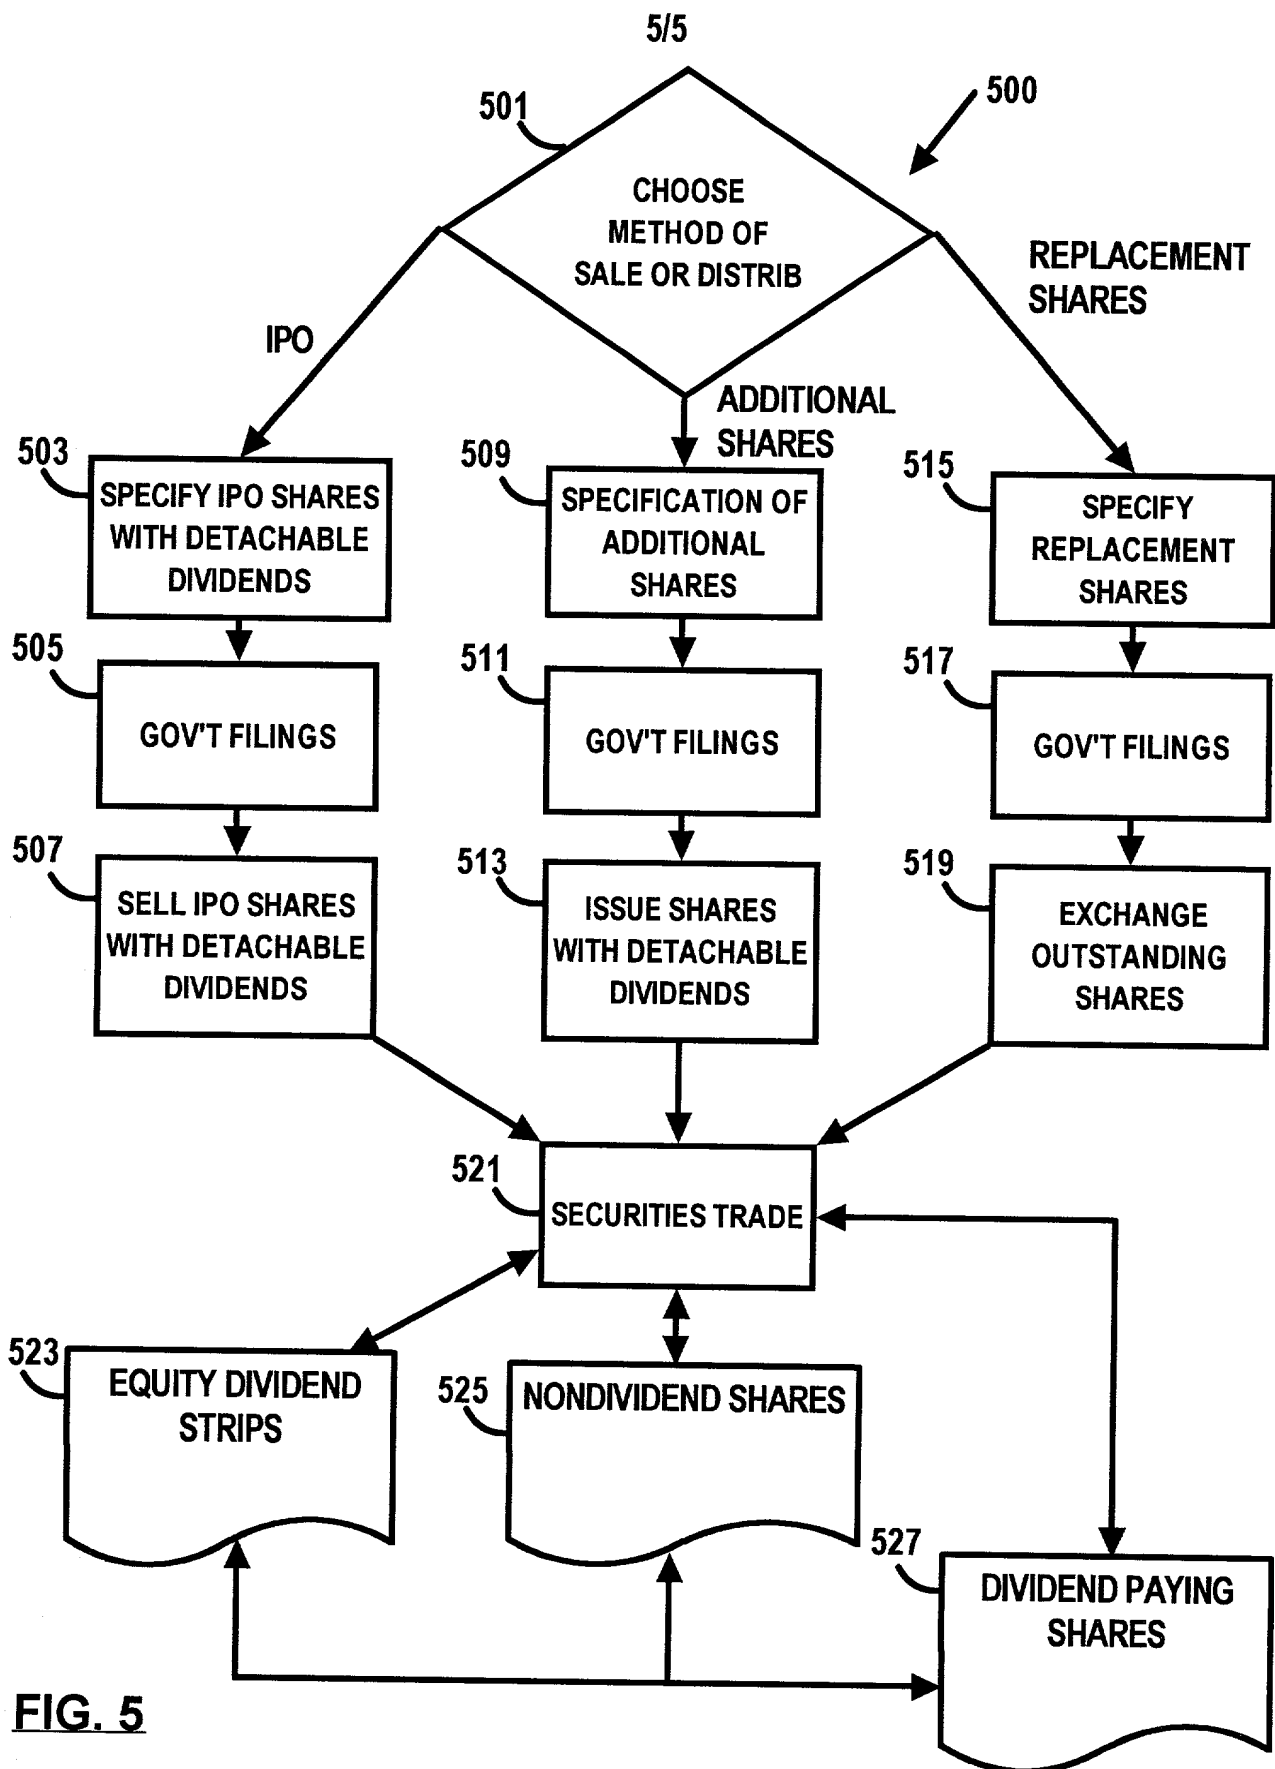 5/5
501
500
CHOOSE
METHOD OF
SALE OR DISTRIB
REPLACEMENT
SHARES
IPO
ADDITIONAL
SHARES
503
SPECIFY IPO SHARES
WITH DETACHABLE
DIVIDENDS
509
SPECIFICATION OF
ADDITIONAL
SHARES
515
SPECIFY
REPLACEMENT
SHARES
505
GOV'T FILINGS
511
GOV'T FILINGS
517
GOV'T FILINGS
507
SELL IPO SHARES
WITH DETACHABLE
DIVIDENDS
513
ISSUE SHARES
WITH DETACHABLE
DIVIDENDS
519
EXCHANGE
OUTSTANDING
SHARES
521
SECURITIES TRADE
523
EQUITY DIVIDEND
STRIPS
525
NONDIVIDEND SHARES
527
DIVIDEND PAYING
SHARES
FIG. 5